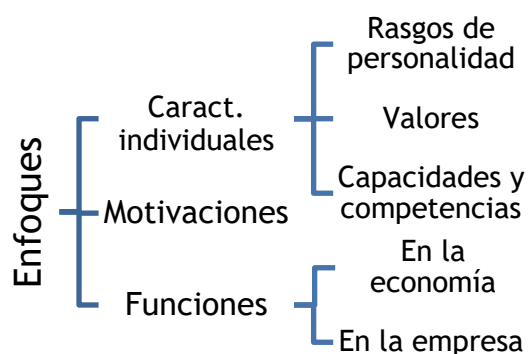 Enfoques
Caract.
individuales
Rasgos de
personalidad
Valores
Capacidades y
competencias
Motivaciones
Funciones
En la
economía
En la empresa